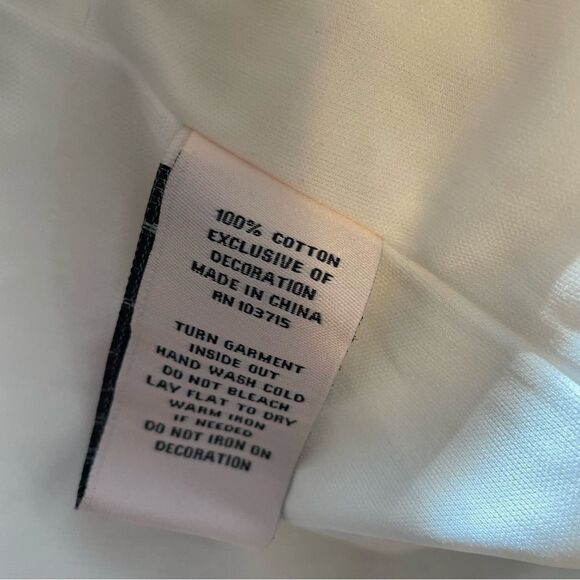 100% COTTON
EXCLUSIVE OF
DECORATION
MADE IN CHINA
RN 103715
TURN GARMENT
INSIDE OUT
HAND WASH COLD
DO NOT BLEACH
LAY FLAT TO DRY
WARM IRON
IF NEEDED
DO NOT IRON ON
DECORATION